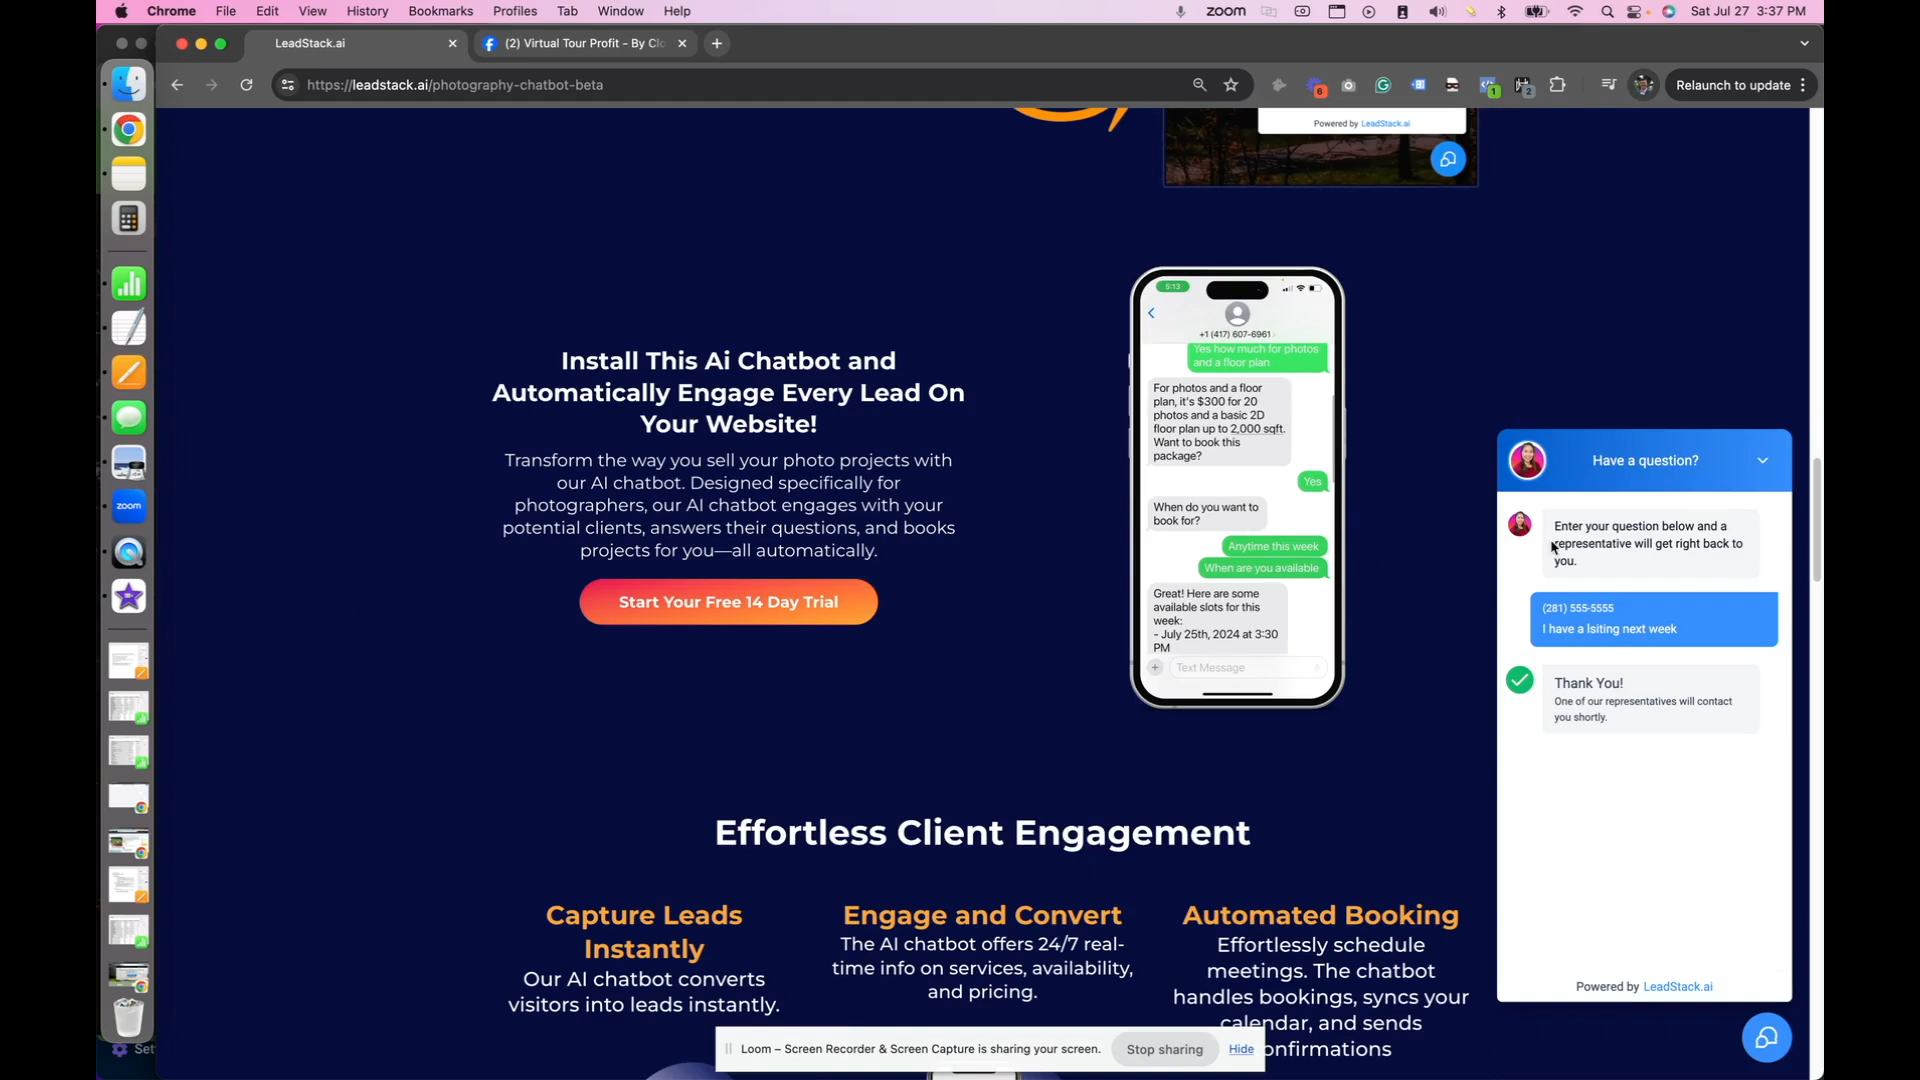 Chrome File Edit View History Bookmarks Profiles Tab Window Help
zoom
Sat Jul 27 3:37 PM
LeadStack.ai
(2) Virtual Tour Profit - By Clo
https://leadstack.ai/photography-chatbot-beta
6
1
2
Relaunch to update
Powered by LeadStack.ai
Install This Ai Chatbot and
Automatically Engage Every Lead On
Your Website!
Transform the way you sell your photo projects with
our AI chatbot. Designed specifically for
photographers, our AI chatbot engages with your
potential clients, answers their questions, and books
projects for you—all automatically.
Start Your Free 14 Day Trial
5:13
+1 (417) 607-6961
Yes how much for photos
and a floor plan
For photos and a floor
plan, it's $300 for 20
photos and a basic 2D
floor plan up to 2,000 sqft.
Want to book this
package?
Yes
When do you want to
book for?
Anytime this week
When are you available
Great! Here are some
available slots for this
week:
- July 25th, 2024 at 3:30
PM
Text Message
Have a question?
Enter your question below and a
representative will get right back to
you.
(281) 555-5555
I have a lsiting next week
Thank You!
One of our representatives will contact
you shortly.
Powered by LeadStack.ai
zoom
Effortless Client Engagement
Capture Leads
Instantly
Our AI chatbot converts
visitors into leads instantly.
Engage and Convert
The AI chatbot offers 24/7 real-
time info on services, availability,
and pricing.
Automated Booking
Effortlessly schedule
meetings. The chatbot
handles bookings, syncs your
calendar, and sends
onfirmations
Loom – Screen Recorder & Screen Capture is sharing your screen.
Stop sharing
Hide
Set